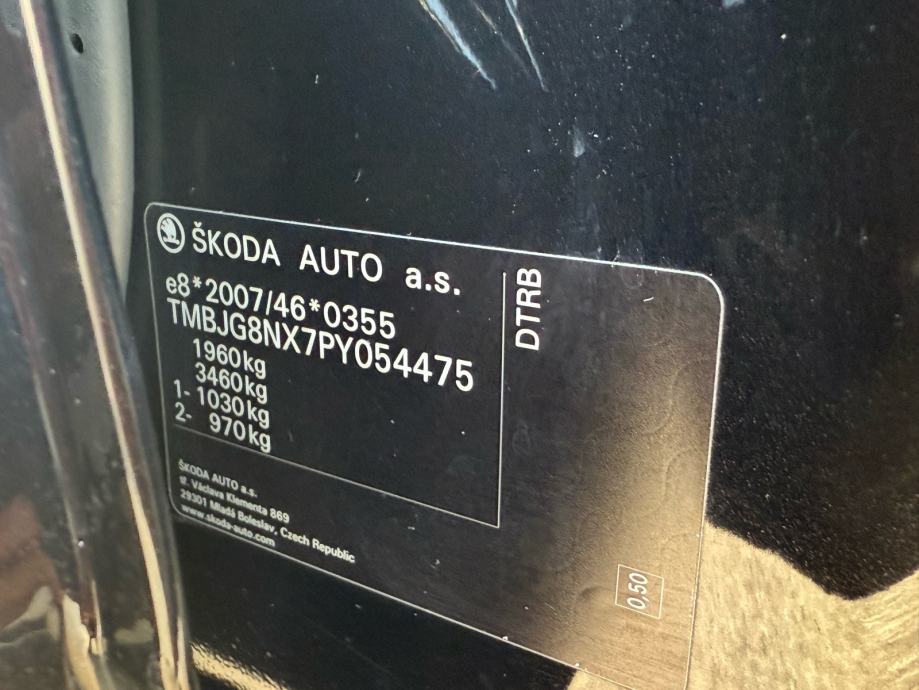 ŠKODA AUTO a.s.
e8*2007/46*0355
TMBJG8NX7PY054475
1960kg
3460kg
1- 1030kg
2- 970kg
DTRB
ŠKODA AUTO a.s.
tř. Václava Klementa 869
29301 Mladá Boleslav, Czech Republic
www.skoda-auto.com
0,50